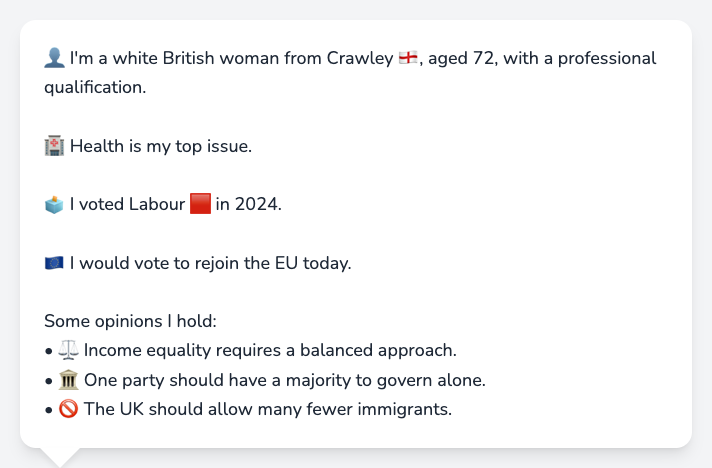 👤 I'm a white British woman from Crawley 🏴󠁧󠁢󠁥󠁮󠁧󠁿, aged 72, with a professional
qualification.
🏥 Health is my top issue.
🗳️ I voted Labour 🟥 in 2024.
🇪🇺 I would vote to rejoin the EU today.
Some opinions I hold:
• ⚖️ Income equality requires a balanced approach.
• 🏛️ One party should have a majority to govern alone.
• 🚫 The UK should allow many fewer immigrants.